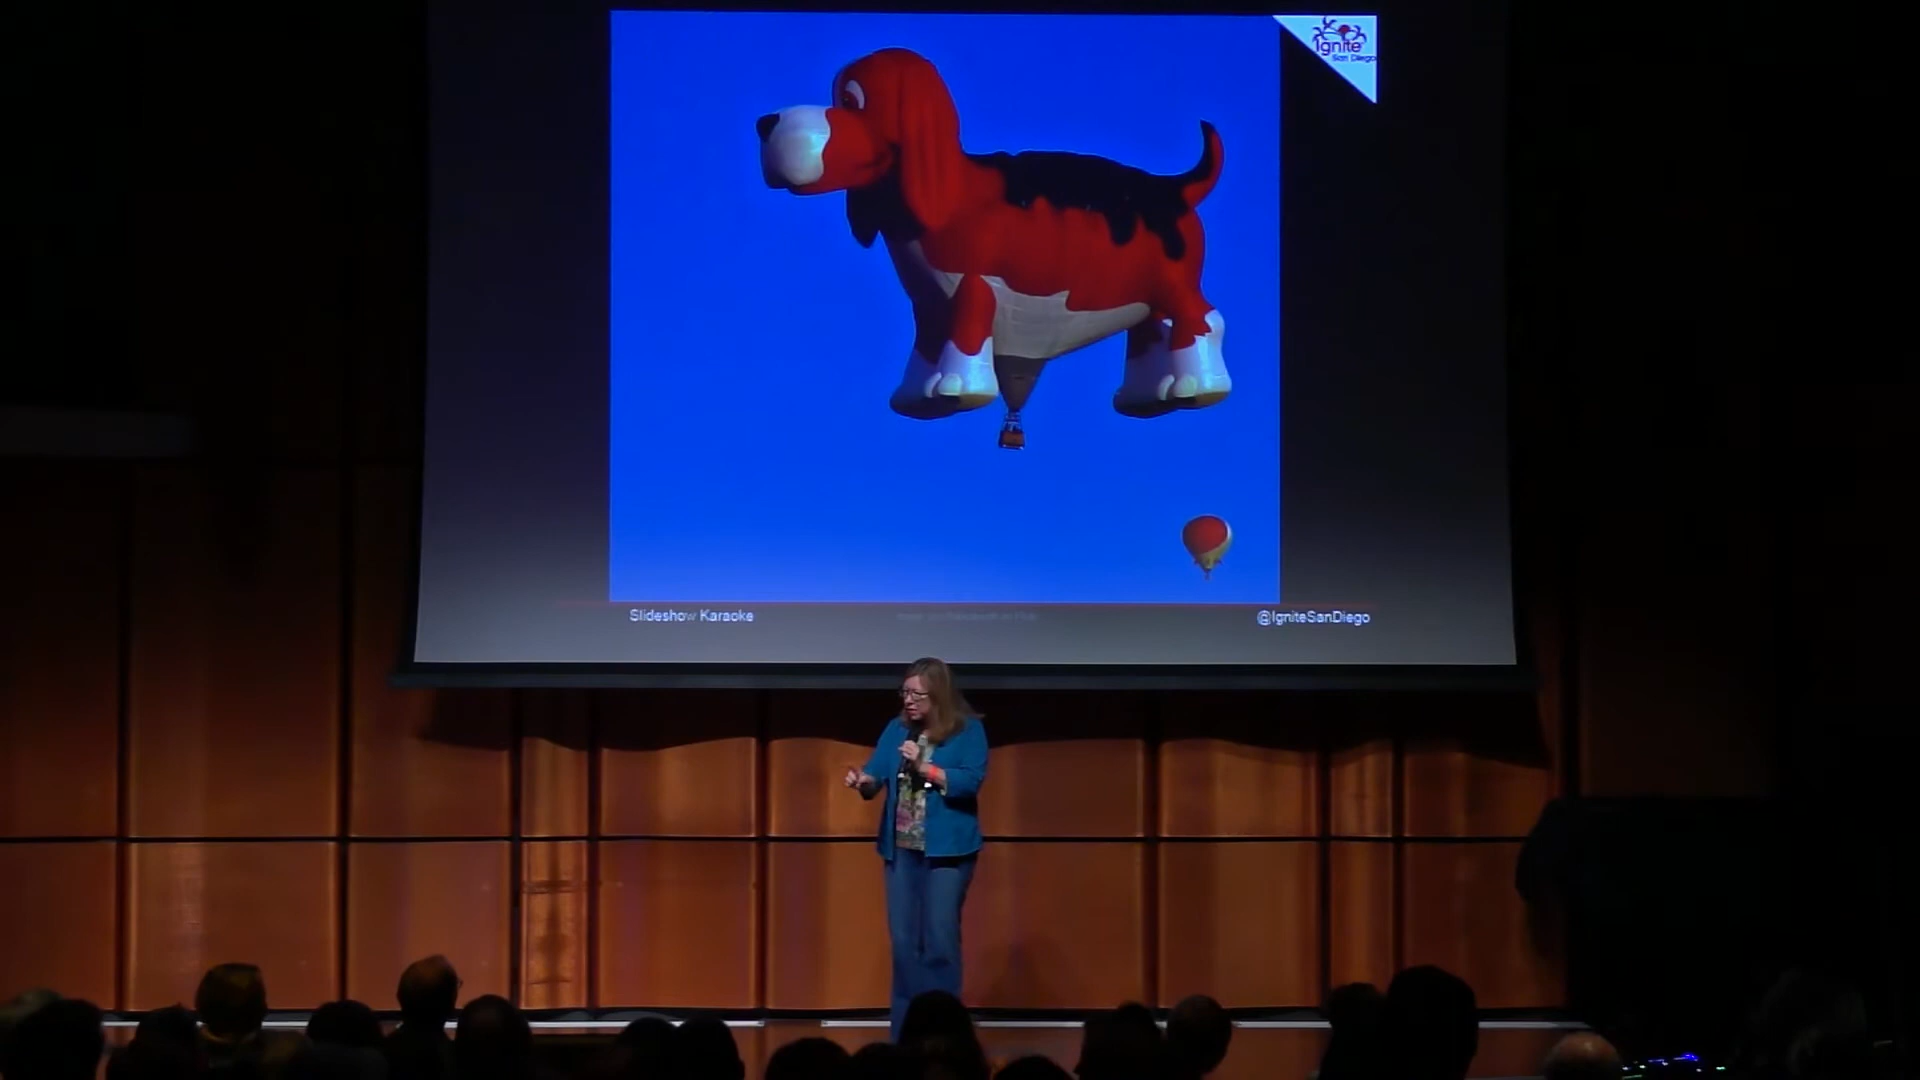 Ignite
San Diego
Slideshow Karaoke
@IgniteSanDiego